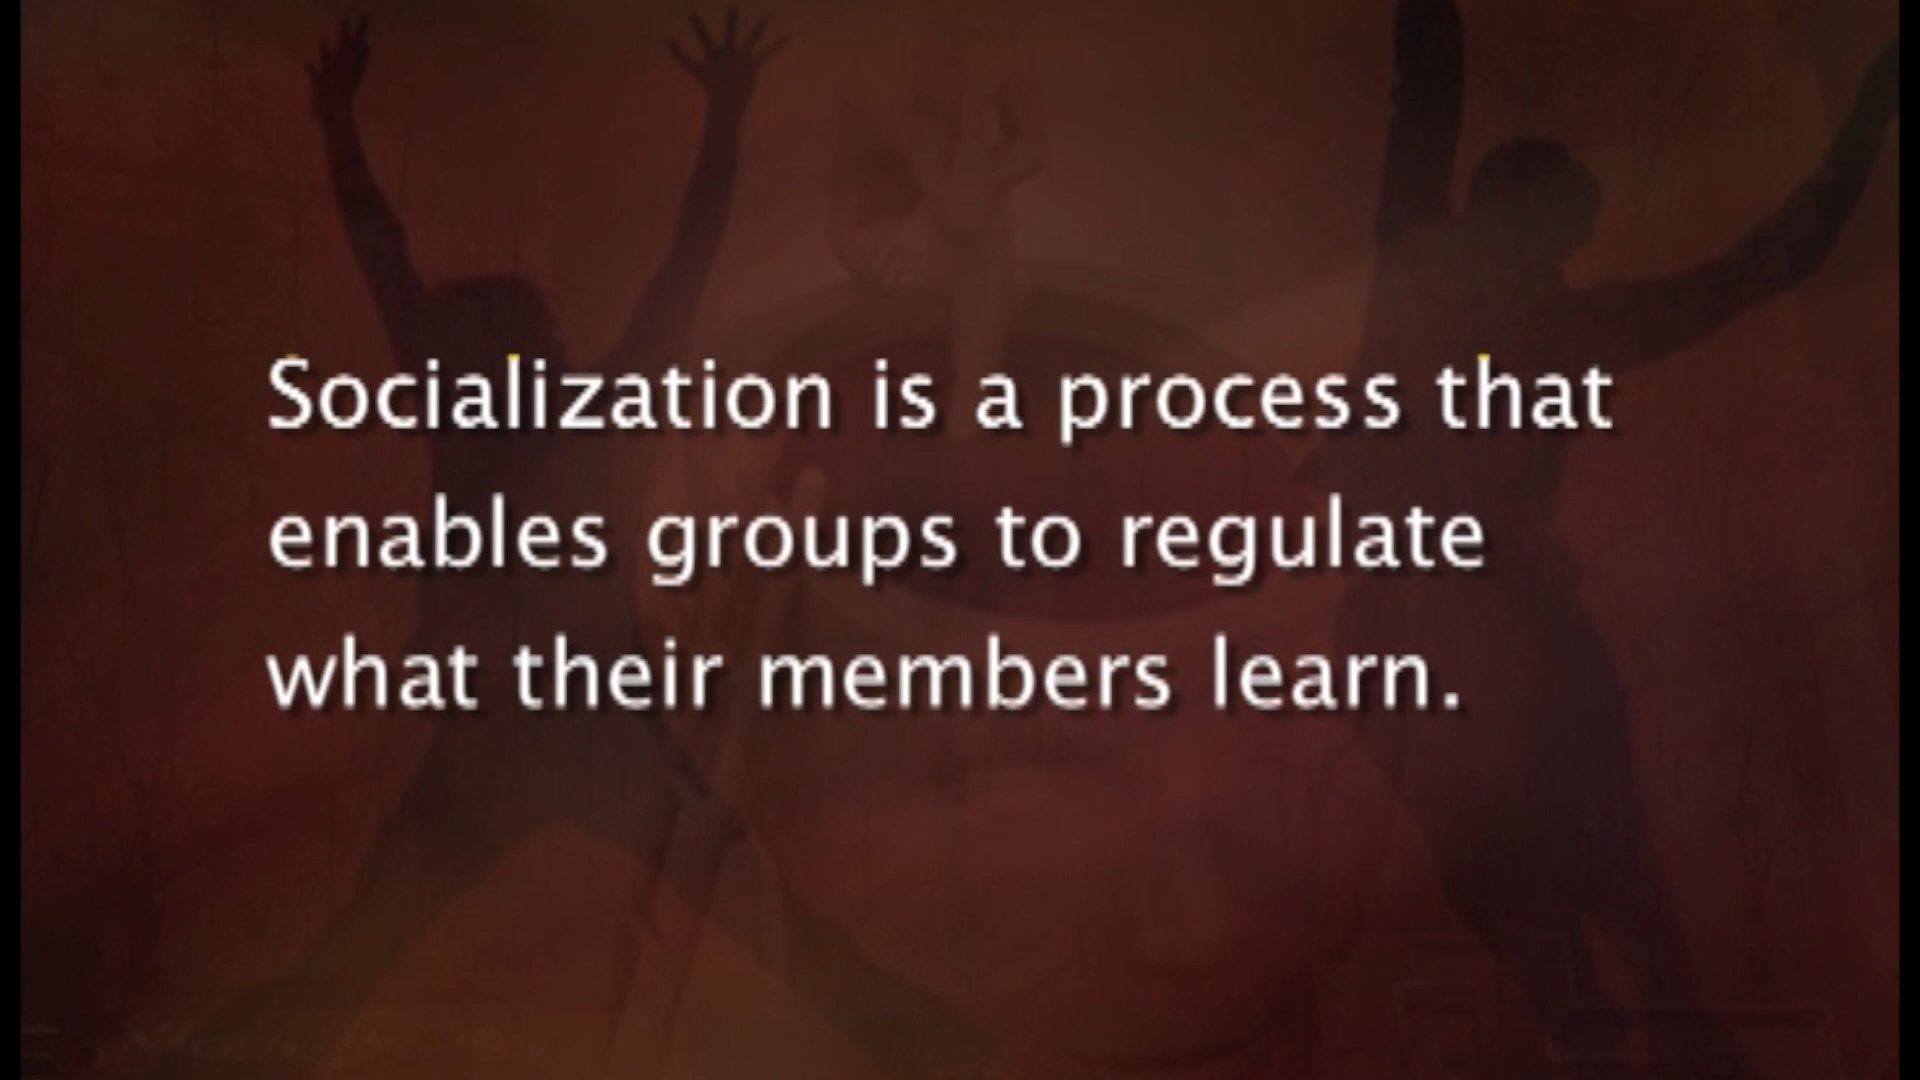 Socialization is a process that
enables groups to regulate
what their members learn.